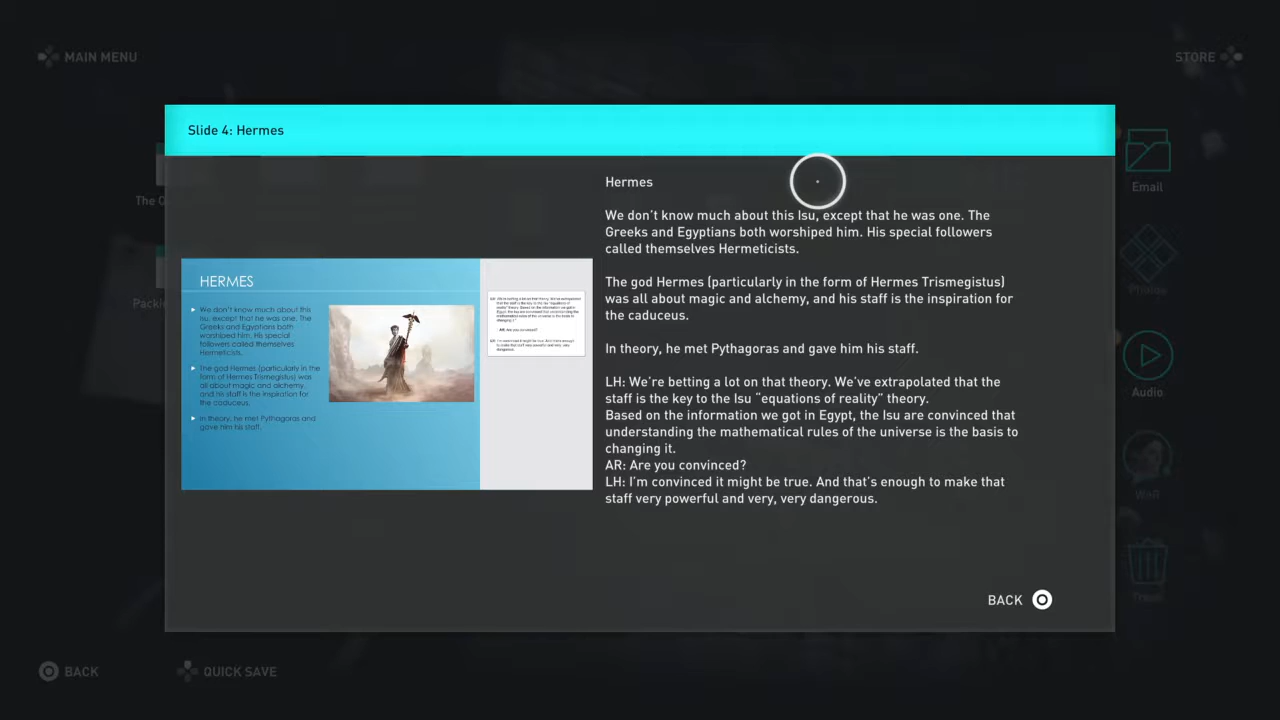 MAIN MENU
STORE
Slide 4: Hermes
Hermes
We don't know much about this Isu, except that he was one. The
Greeks and Egyptians both worshiped him. His special followers
called themselves Hermeticists.
The god Hermes (particularly in the form of Hermes Trismegistus)
was all about magic and alchemy, and his staff is the inspiration for
the caduceus.
In theory, he met Pythagoras and gave him his staff.
LH: We're betting a lot on that theory. We've extrapolated that the
staff is the key to the Isu "equations of reality" theory.
Based on the information we got in Egypt, the Isu are convinced that
understanding the mathematical rules of the universe is the basis to
changing it.
AR: Are you convinced?
LH: I'm convinced it might be true. And that's enough to make that
staff very powerful and very, very dangerous.
HERMES
We don't know much about this
Isu, except that he was one. The
Greeks and Egyptians both
worshiped him. His special
followers called themselves
Hermeticists.
The god Hermes (particularly in the
form of Hermes Trismegistus) was
all about magic and alchemy,
and his staff is the inspiration for
the caduceus.
In theory, he met Pythagoras and
gave him his staff.
AR: Are you convinced?
Email
Photos
Audio
War
Trash
BACK
BACK
QUICK SAVE